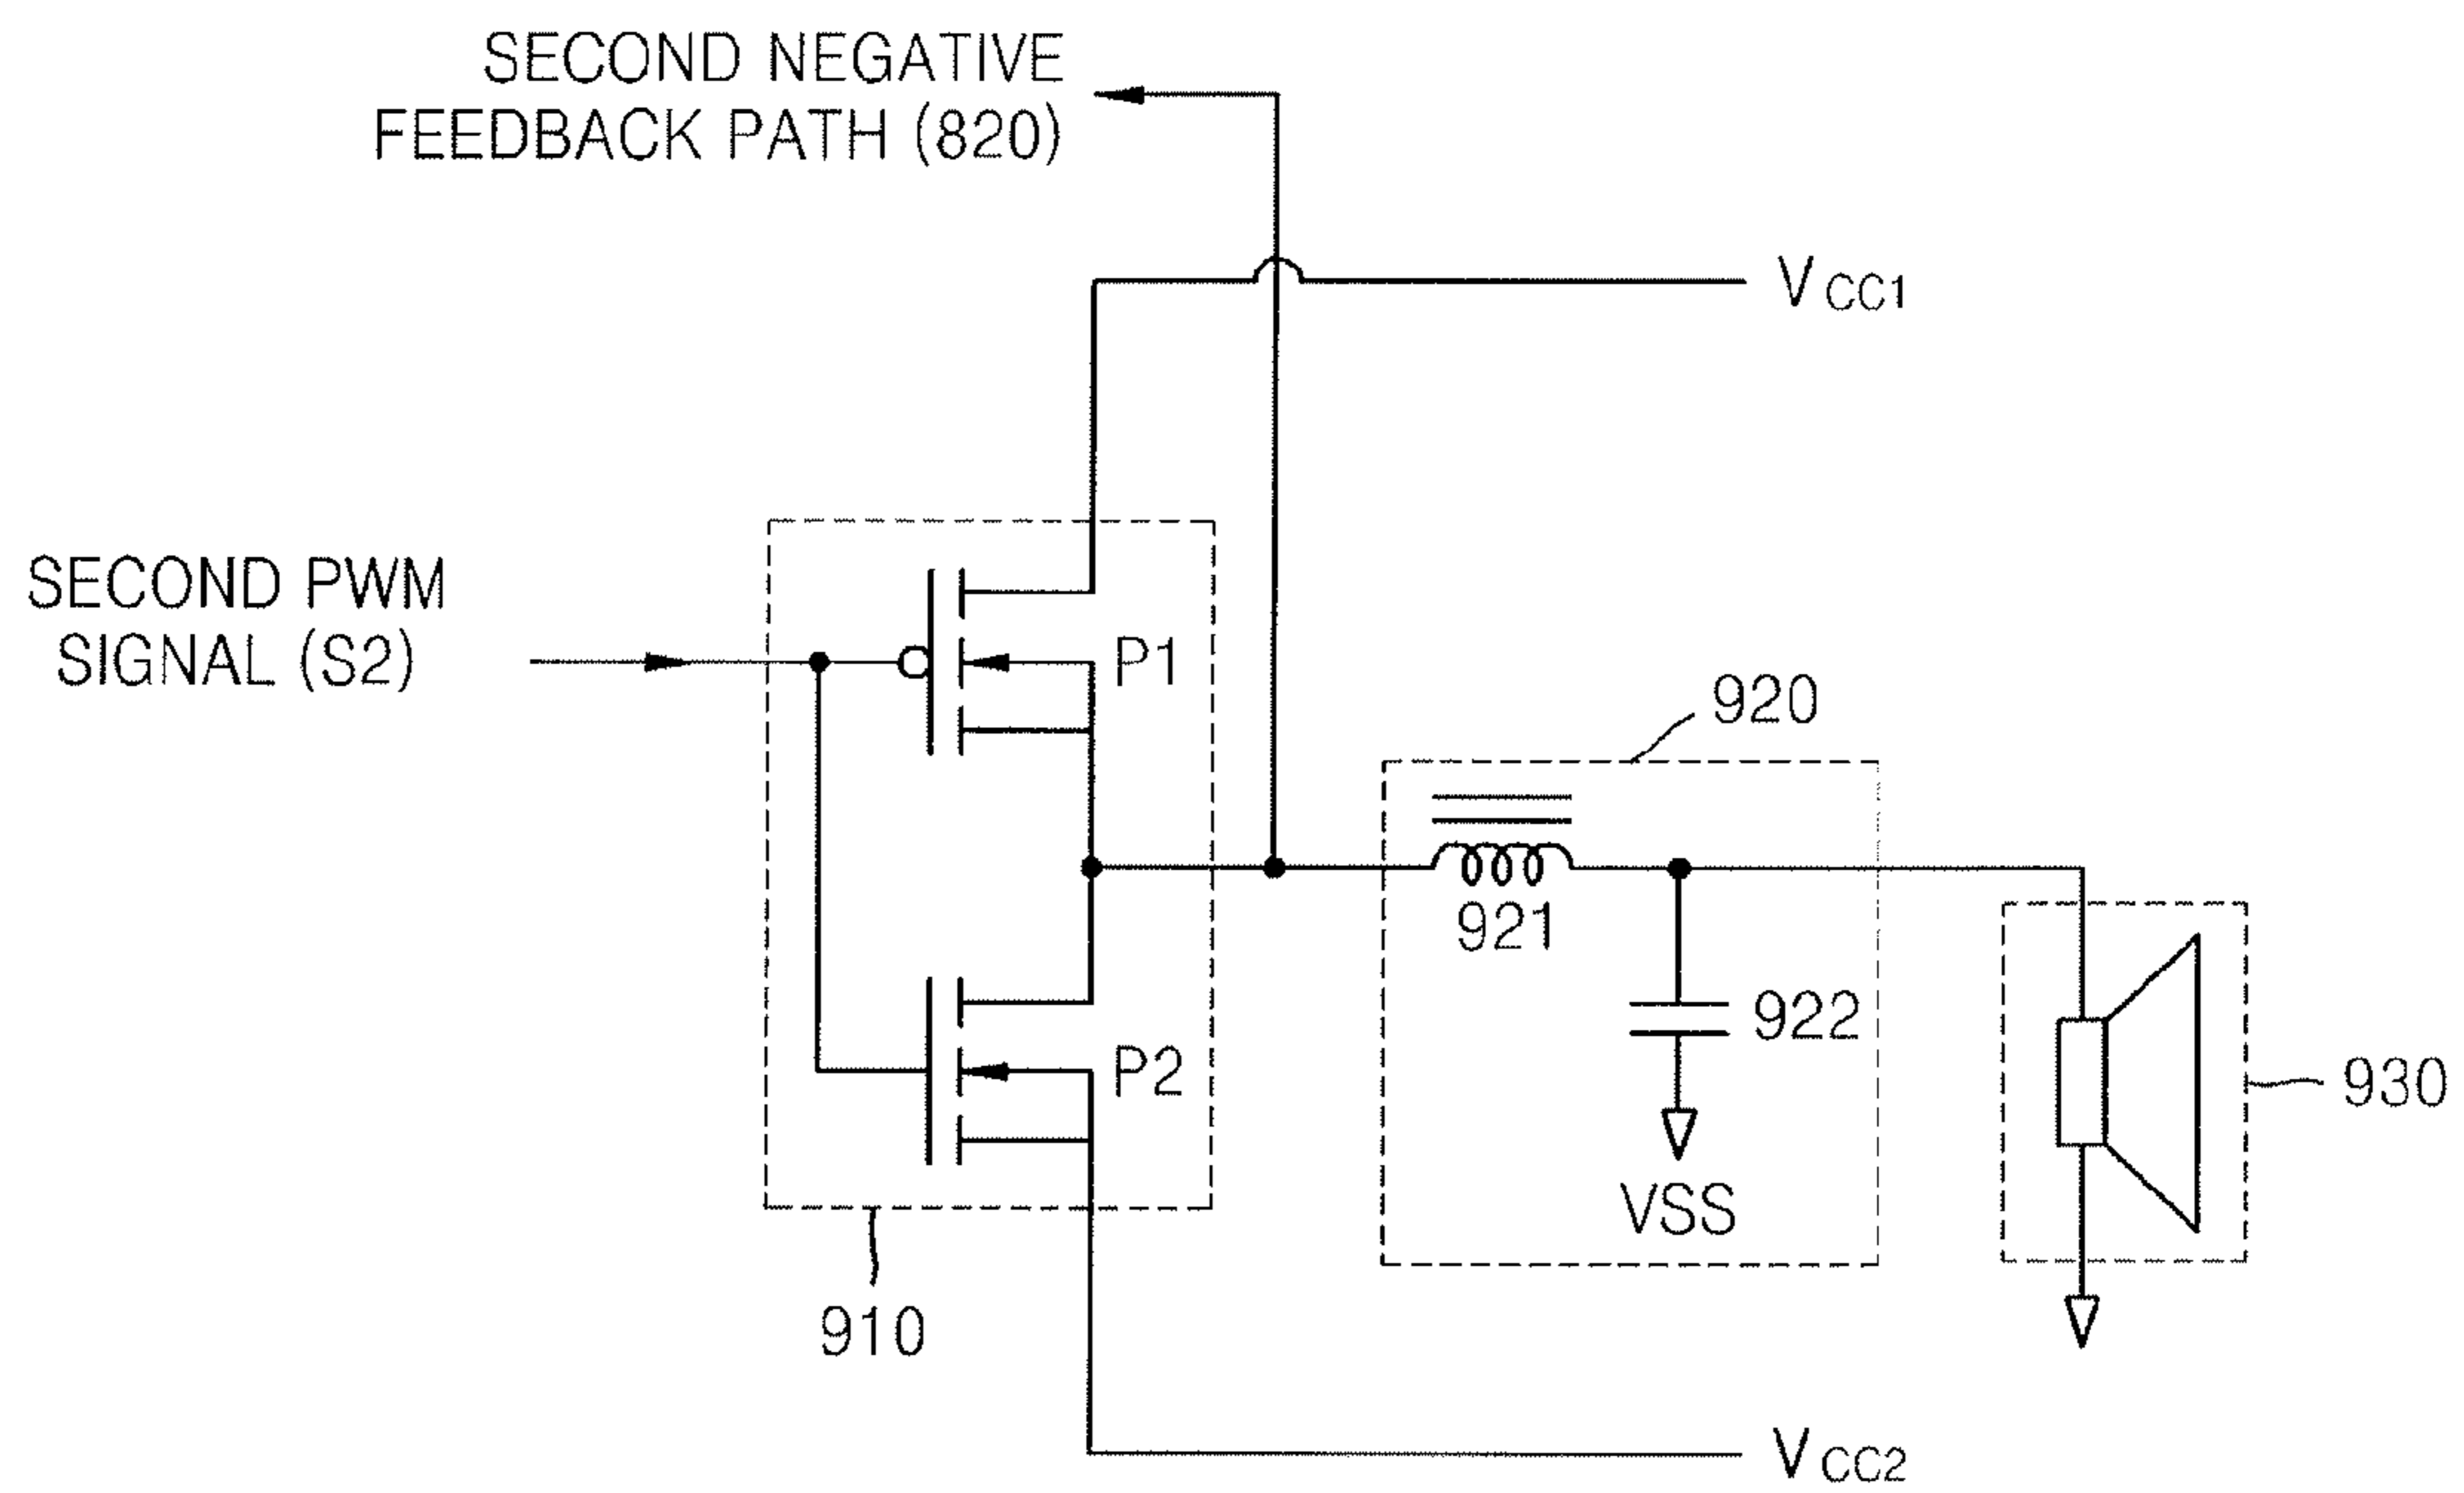 SECOND NEGATIVE
FEEDBACK PATH (820)
VCC1
SECOND PWM
SIGNAL (S2)
P1
920
921
922
P2
930
VSS
910
VCC2